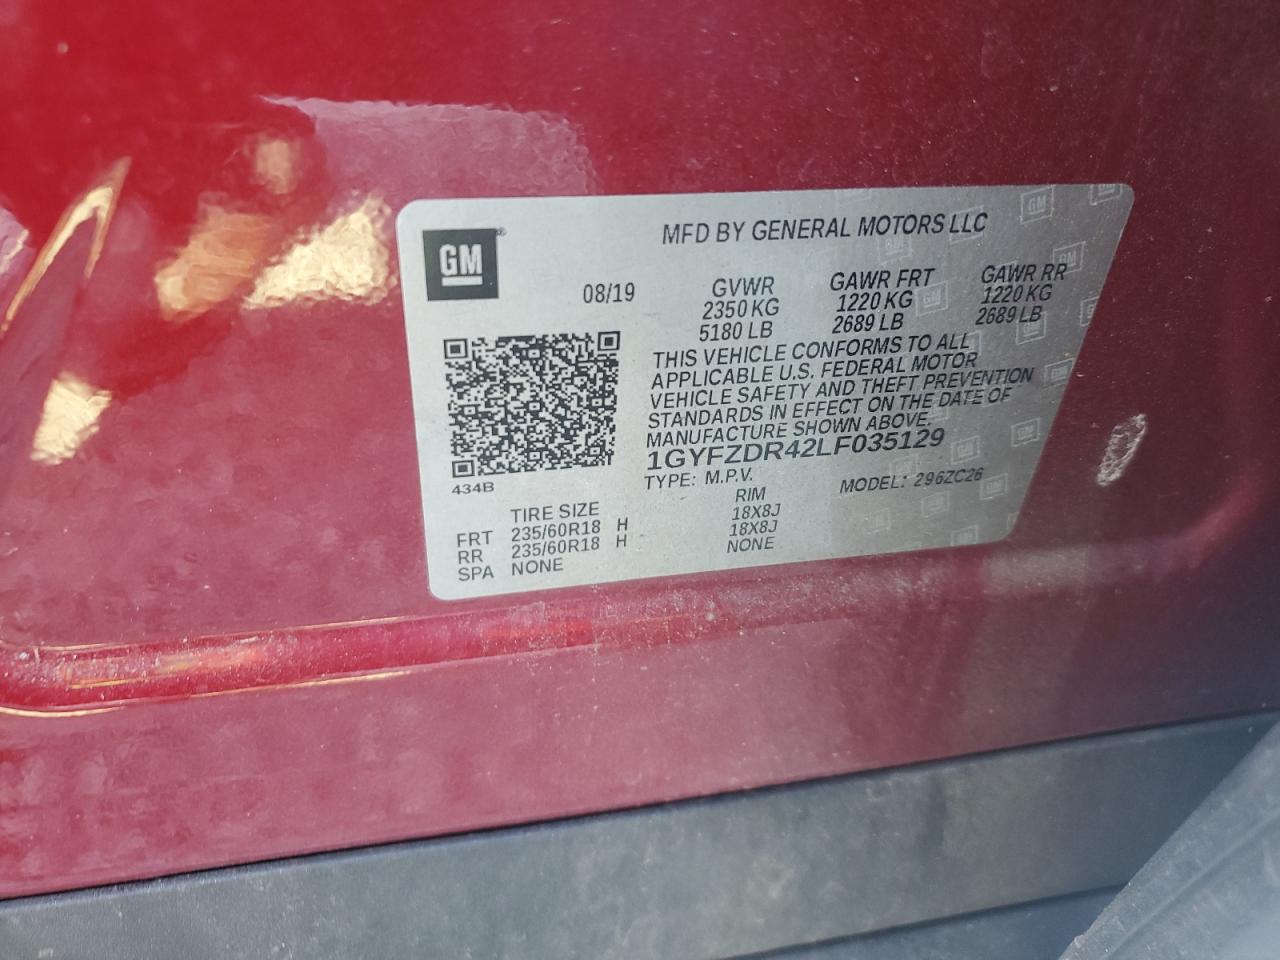 GM
MFD BY GENERAL MOTORS LLC
08/19
GVWR GAWR FRT GAWR RR
2350 KG 1220 KG 1220 KG
5180 LB 2689 LB 2689 LB
THIS VEHICLE CONFORMS TO ALL
APPLICABLE U.S. FEDERAL MOTOR
VEHICLE SAFETY AND THEFT PREVENTION
STANDARDS IN EFFECT ON THE DATE OF
MANUFACTURE SHOWN ABOVE.
1GYFZDR42LF035129
TYPE: M.P.V. MODEL: 296ZC26
434B
TIRE SIZE RIM
FRT 235/60R18 H 18X8J
RR 235/60R18 H 18X8J
SPA NONE NONE